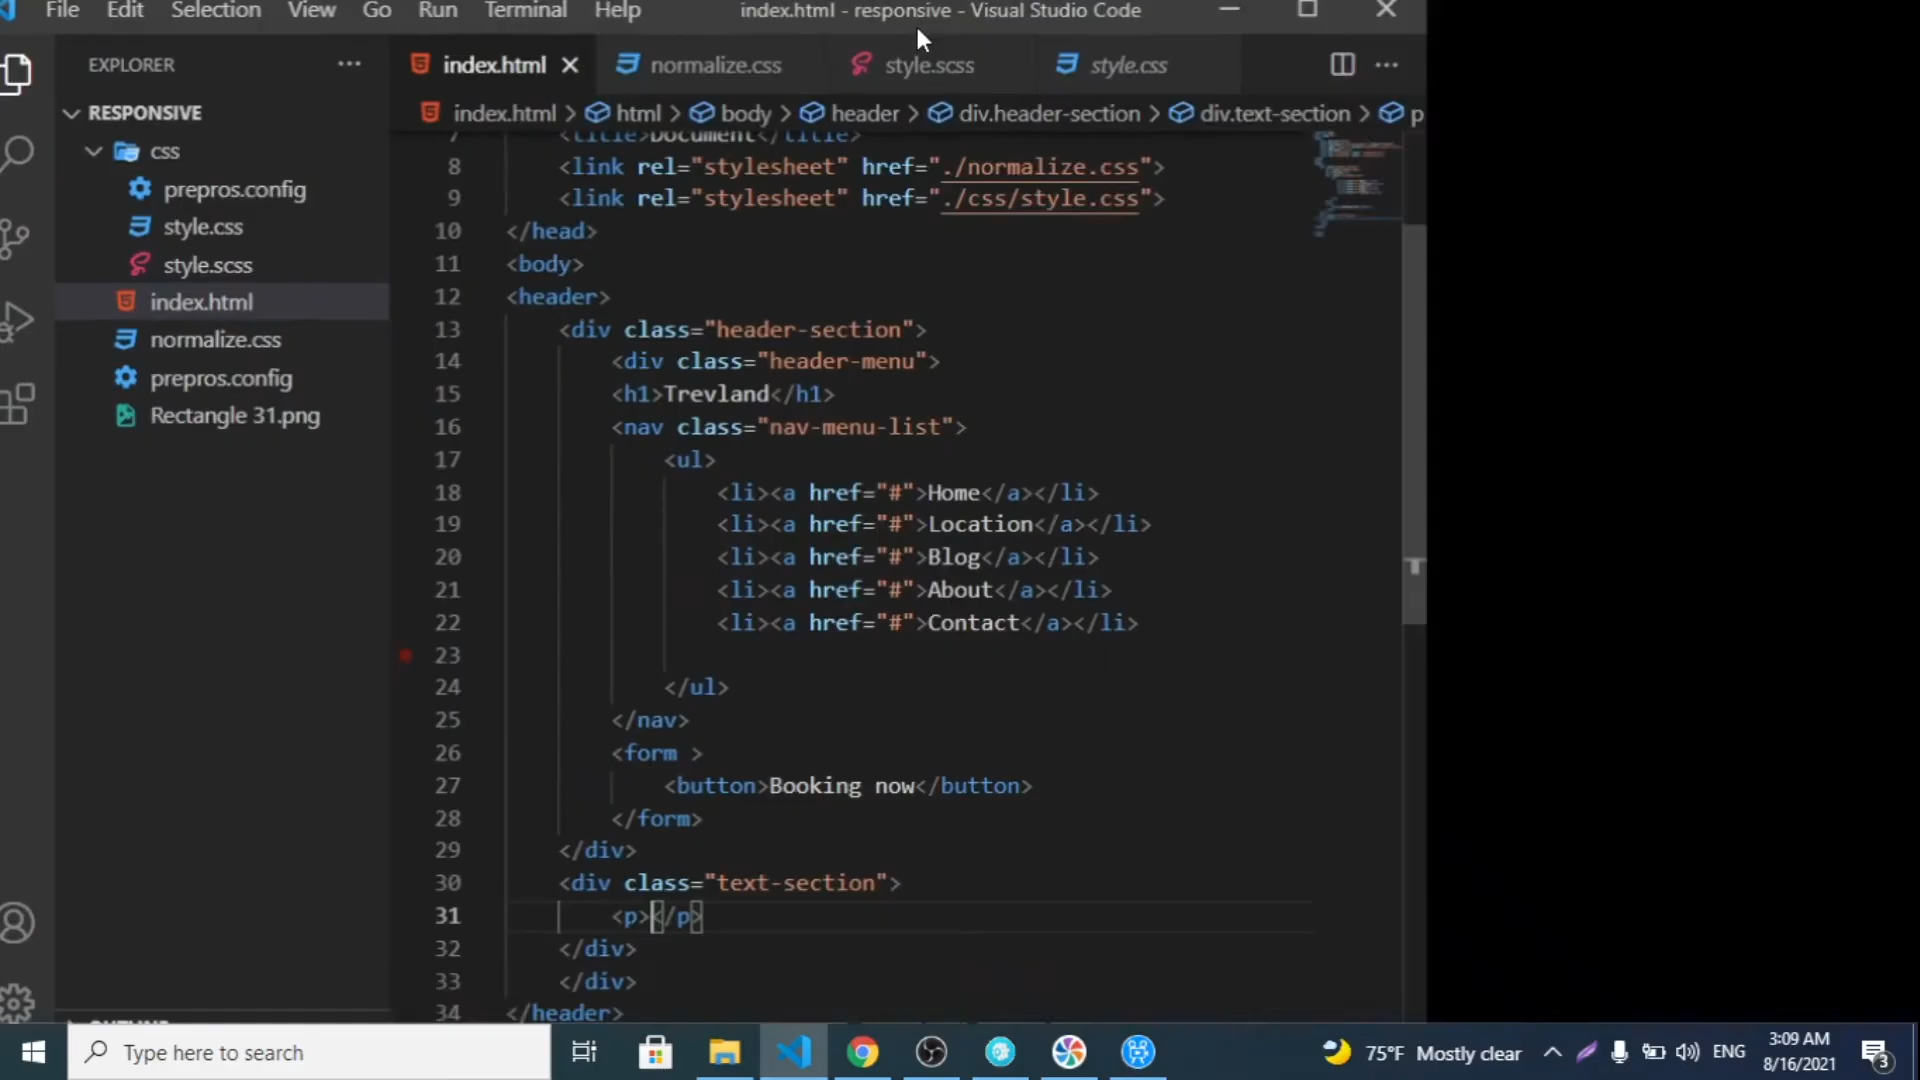 File Edit Selection View Go Run Terminal Help index.html - responsive - Visual Studio Code
EXPLORER ··· index.html normalize.css style.scss style.css ···
RESPONSIVE index.html > html > body > header > div.header-section > div.text-section > p
css
prepros.config
style.css
style.scss
index.html
normalize.css
prepros.config
Rectangle 31.png
7 <title>Document</title>
8 <link rel="stylesheet" href="./normalize.css">
9 <link rel="stylesheet" href="./css/style.css">
10 </head>
11 <body>
12 <header>
13 <div class="header-section">
14 <div class="header-menu">
15 <h1>Trevland</h1>
16 <nav class="nav-menu-list">
17 <ul>
18 <li><a href="#">Home</a></li>
19 <li><a href="#">Location</a></li>
20 <li><a href="#">Blog</a></li>
21 <li><a href="#">About</a></li>
22 <li><a href="#">Contact</a></li>
23
24 </ul>
25 </nav>
26 <form >
27 <button>Booking now</button>
28 </form>
29 </div>
30 <div class="text-section">
31 <p></p>
32 </div>
33 </div>
34 </header>
OUTLINE
Type here to search 75°F Mostly clear ENG 3:09 AM
8/16/2021 3